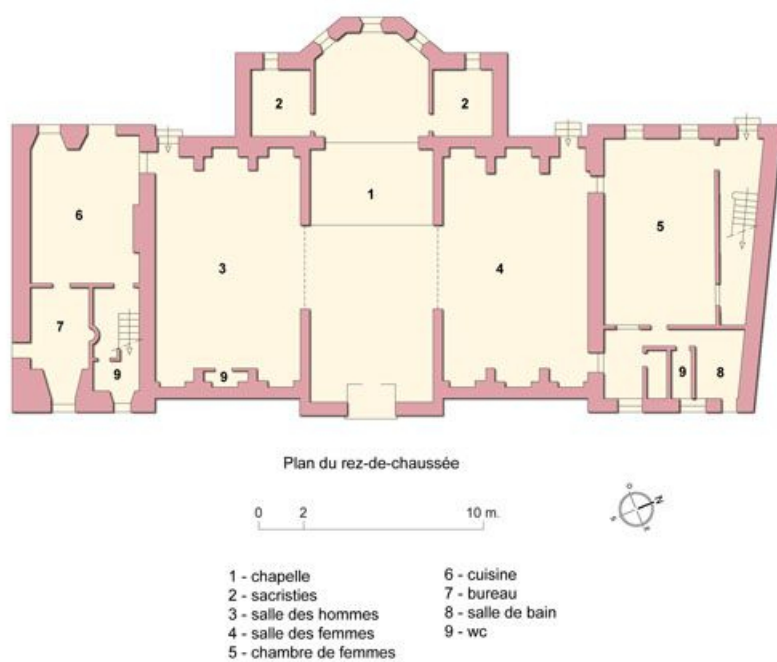 2
2
1
6
5
3
4
7
9
9
9
8
Plan du rez-de-chaussée
0 2 10 m.
N
1 - chapelle
2 - sacristies
3 - salle des hommes
4 - salle des femmes
5 - chambre de femmes
6 - cuisine
7 - bureau
8 - salle de bain
9 - wc